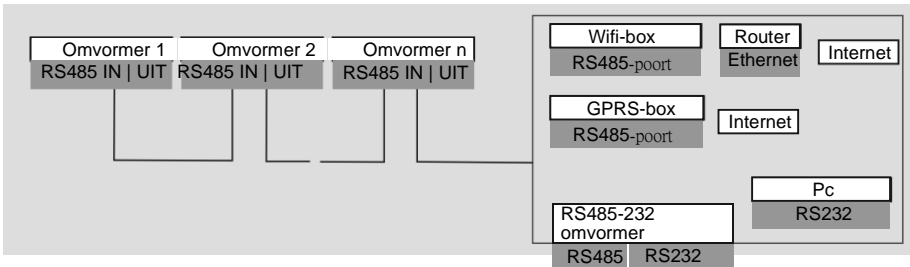 Omvormer 1
RS485 IN | UIT
Omvormer 2
RS485 IN | UIT
Omvormer n
RS485 IN | UIT
Wifi-box
RS485-poort
Router
Ethernet
Internet
GPRS-box
RS485-poort
Internet
Pc
RS232
RS485-232
omvormer
RS485
RS232